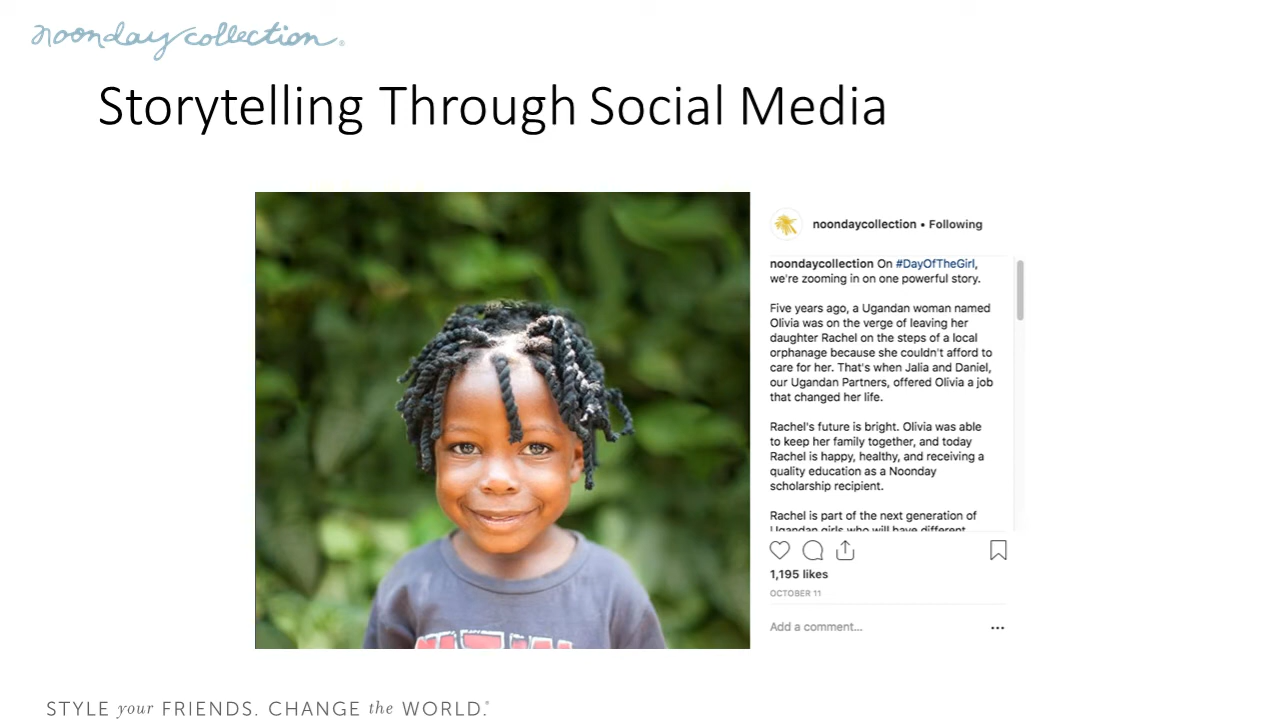 noonday collection®
Storytelling Through Social Media
noondaycollection • Following
noondaycollection On #DayOfTheGirl,
we're zooming in on one powerful story.
Five years ago, a Ugandan woman named
Olivia was on the verge of leaving her
daughter Rachel on the steps of a local
orphanage because she couldn't afford to
care for her. That's when Jalia and Daniel,
our Ugandan Partners, offered Olivia a job
that changed her life.
Rachel's future is bright. Olivia was able
to keep her family together, and today
Rachel is happy, healthy, and receiving a
quality education as a Noonday
scholarship recipient.
Rachel is part of the next generation of
Ugandan girls who will have different
1,195 likes
OCTOBER 11
Add a comment...
STYLE your FRIENDS. CHANGE the WORLD.®